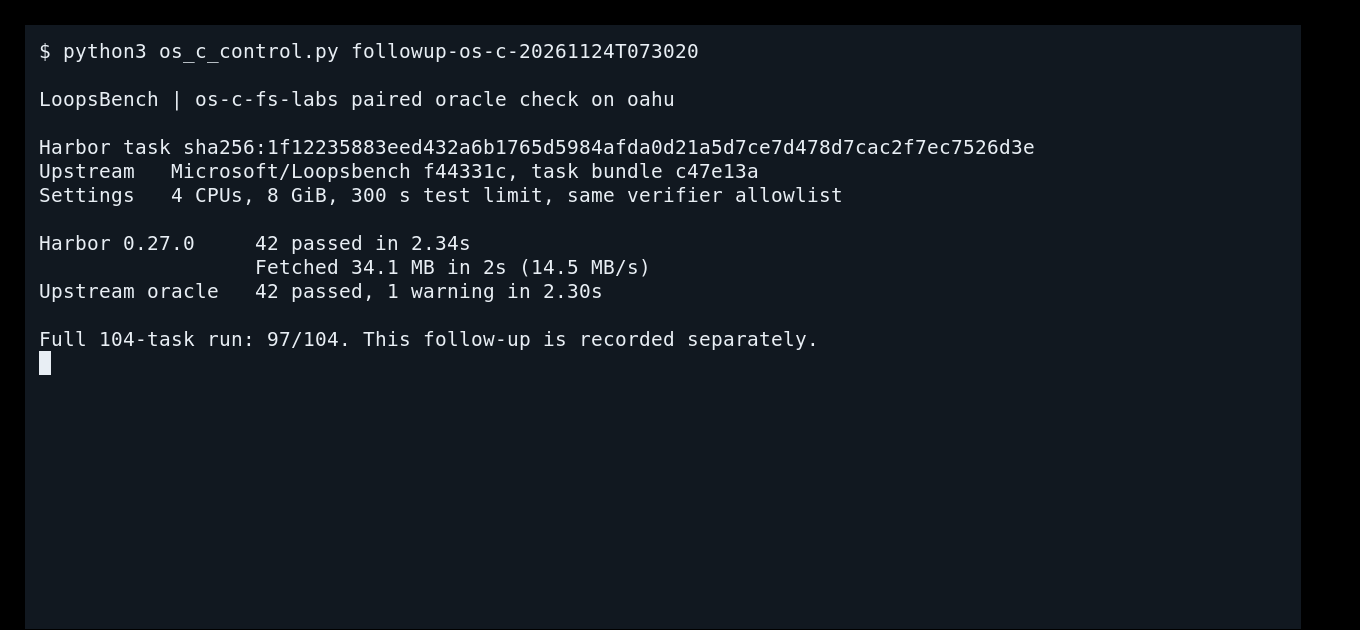 $ python3 os_c_control.py followup-os-c-20261124T073020
LoopsBench | os-c-fs-labs paired oracle check on oahu
Harbor task sha256:1f12235883eed432a6b1765d5984afda0d21a5d7ce7d478d7cac2f7ec7526d3e
Upstream   Microsoft/Loopsbench f44331c, task bundle c47e13a
Settings   4 CPUs, 8 GiB, 300 s test limit, same verifier allowlist
Harbor 0.27.0     42 passed in 2.34s
                  Fetched 34.1 MB in 2s (14.5 MB/s)
Upstream oracle   42 passed, 1 warning in 2.30s
Full 104-task run: 97/104. This follow-up is recorded separately.